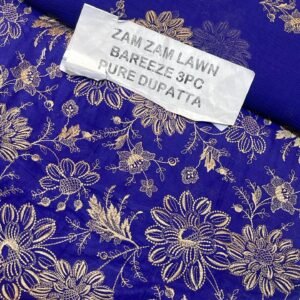 ZAM ZAM LAWN
BAREEZE 3PC
PURE DUPATTA